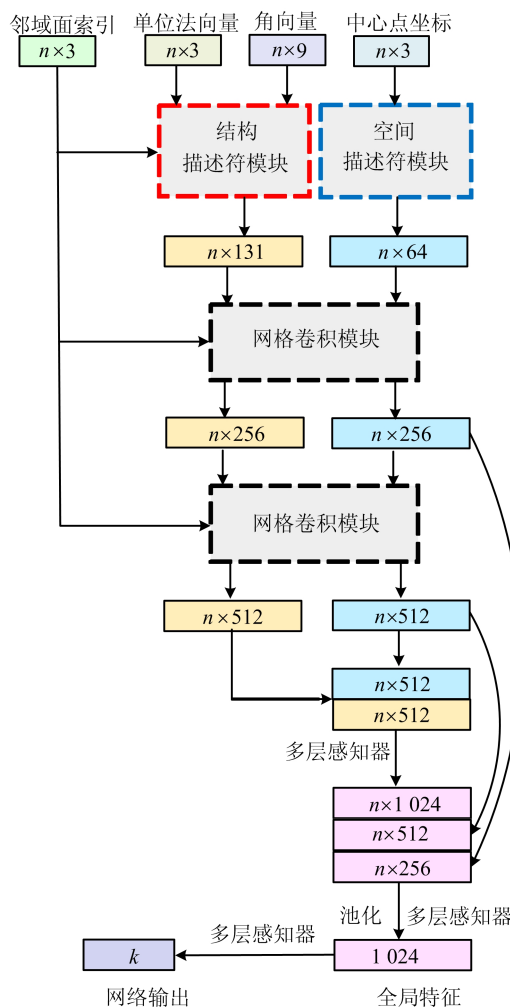 邻域面索引 单位法向量 角向量 中心点坐标
n×3 n×3 n×9 n×3
结构 空间
描述符模块 描述符模块
n×131 n×64
网格卷积模块
n×256 n×256
网格卷积模块
n×512 n×512
n×512
n×512
多层感知器
n×1 024
n×512
n×256
池化 多层感知器
多层感知器
k 1 024
网络输出 全局特征